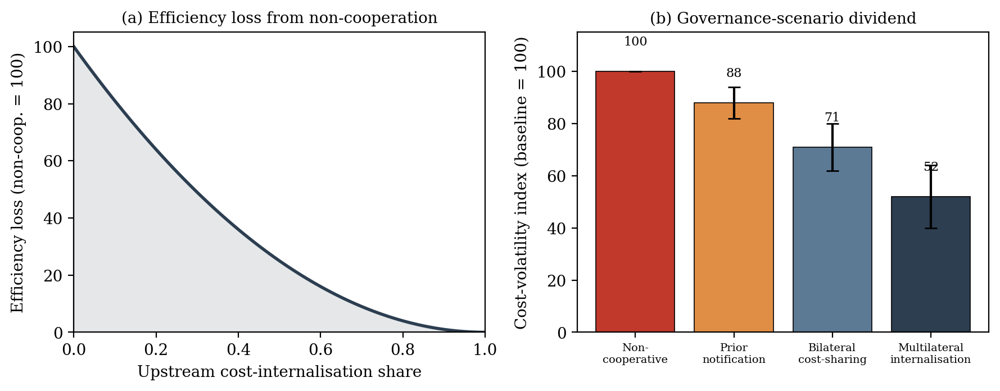 (a) Efficiency loss from non-cooperation
Efficiency loss (non-coop. = 100)
100
80
60
40
20
0
0.0 0.2 0.4 0.6 0.8 1.0
Upstream cost-internalisation share
(b) Governance-scenario dividend
Cost-volatility index (baseline = 100)
100
80
60
40
20
0
100
88
71
52
Non-
cooperative
Prior
notification
Bilateral
cost-sharing
Multilateral
internalisation